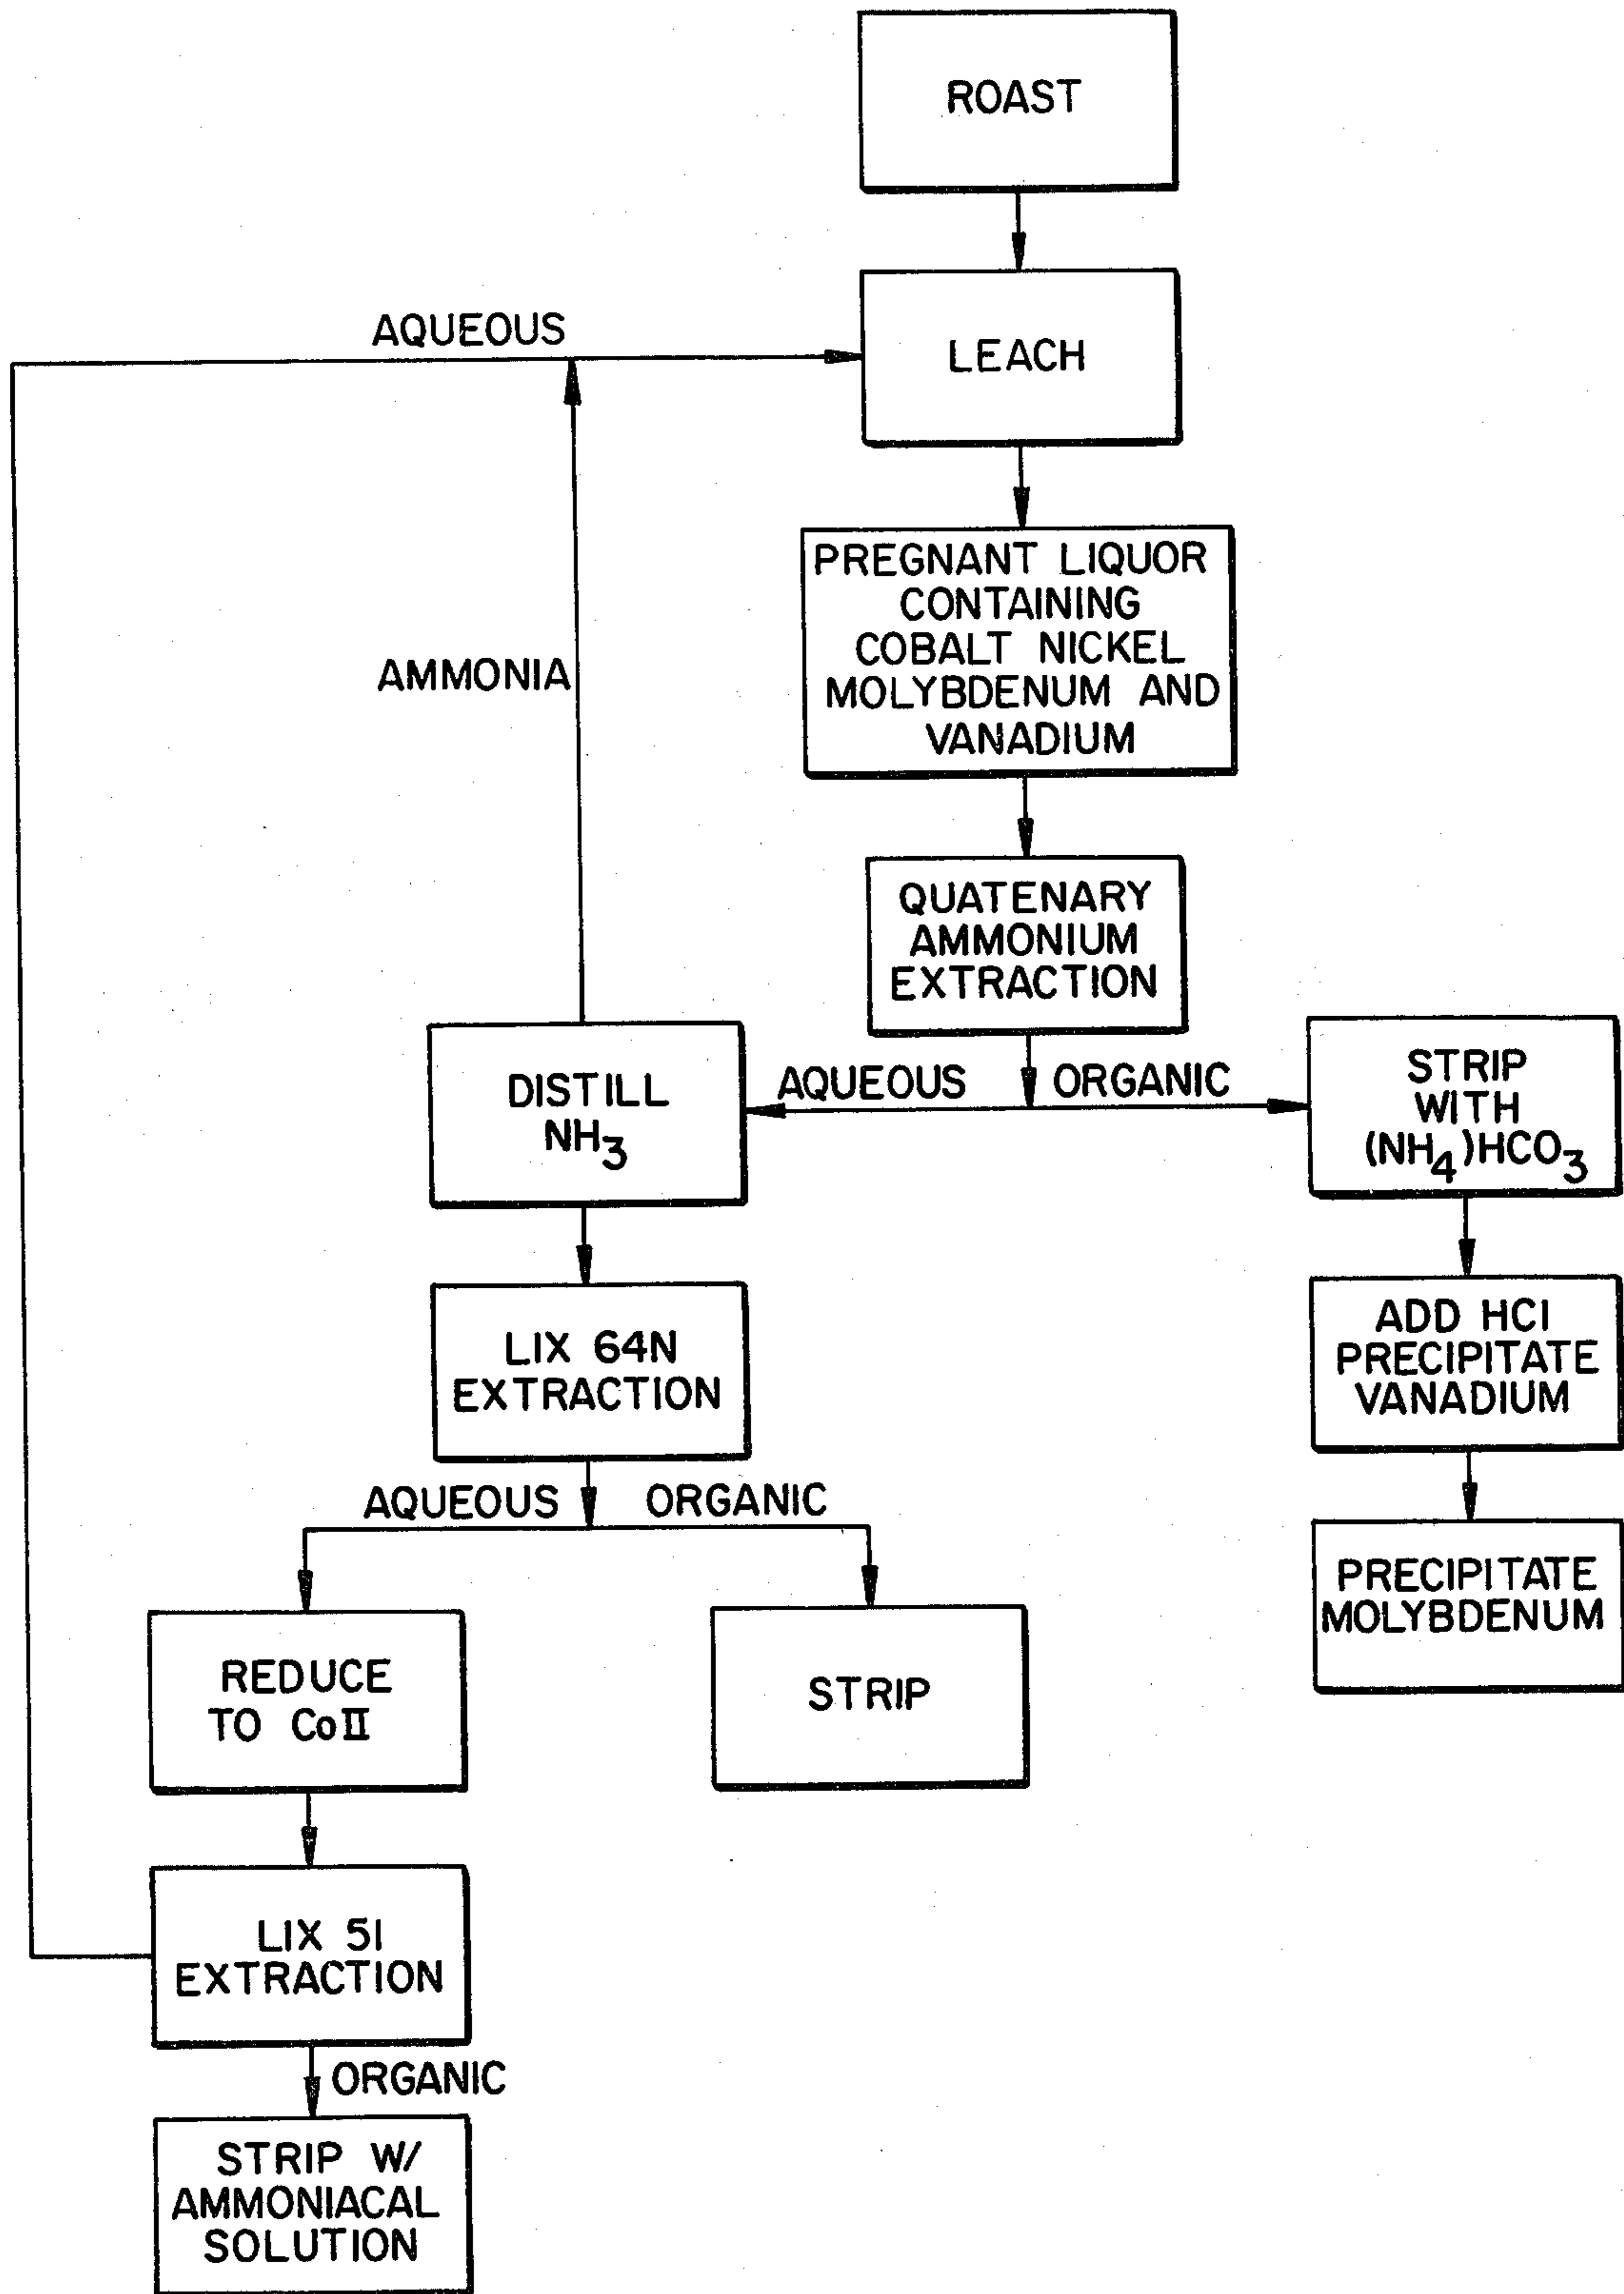 ROAST
AQUEOUS
LEACH
PREGNANT LIQUOR
CONTAINING
COBALT NICKEL
MOLYBDENUM AND
VANADIUM
AMMONIA
QUATENARY
AMMONIUM
EXTRACTION
DISTILL
NH3
AQUEOUS
ORGANIC
STRIP
WITH
(NH4)HCO3
LIX 64N
EXTRACTION
ADD HCl
PRECIPITATE
VANADIUM
AQUEOUS
ORGANIC
PRECIPITATE
MOLYBDENUM
REDUCE
TO CoII
STRIP
LIX 51
EXTRACTION
ORGANIC
STRIP W/
AMMONIACAL
SOLUTION